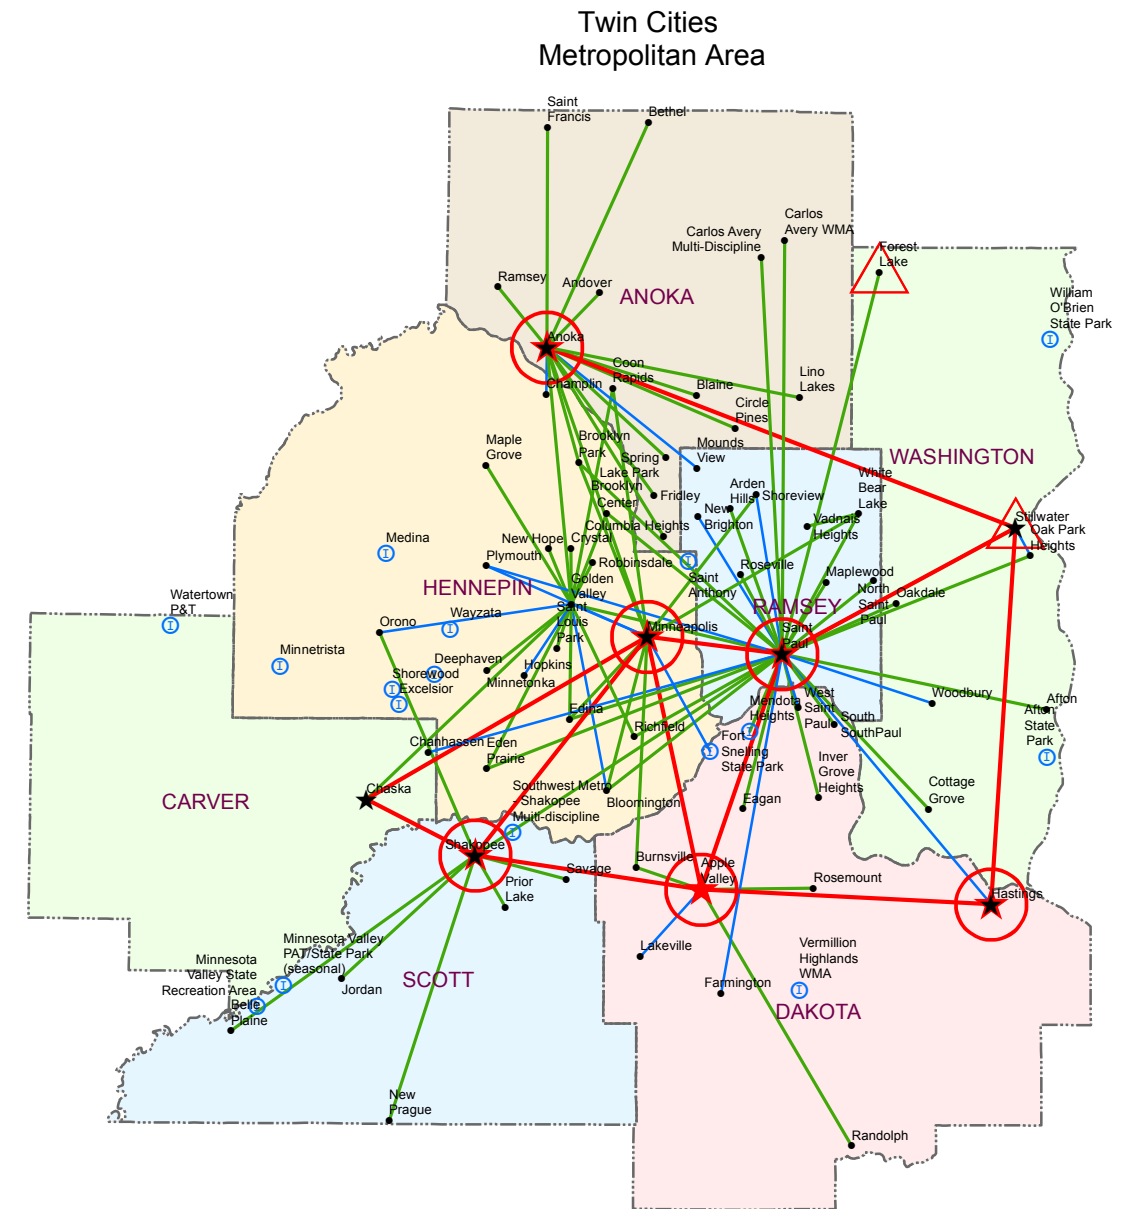 Twin Cities
Metropolitan Area
Saint
Francis
Bethel
Carlos
Avery WMA
Carlos Avery
Multi-Discipline
Forest
Lake
Ramsey
Andover
ANOKA
William
O'Brien
State Park
Anoka
Coon
Rapids
Champlin
Blaine
Lino
Lakes
Circle
Pines
Maple
Grove
Brooklyn
Park
Spring
Lake Park
Mounds
View
WASHINGTON
White
Bear
Lake
Brooklyn
Center
Fridley
Arden
Hills
Shoreview
New
Brighton
Columbia Heights
Vadnais
Heights
Stillwater
Oak Park
Heights
Medina
New Hope
Crystal
Plymouth
Robbinsdale
Roseville
Maplewood
Saint
Anthony
HENNEPIN
Golden
Valley
North
Saint
Paul
Oakdale
Watertown
P&T
Wayzata
Saint
Louis
Park
RAMSEY
Orono
Minneapolis
Saint
Paul
Minnetrista
Deephaven
Hopkins
Shorewood
Minnetonka
Excelsior
Mendota
Heights
West
Saint
Paul
Woodbury
Afton
Afton
State
Park
Edina
Richfield
South
SouthPaul
Chanhassen
Eden
Prairie
Fort
Snelling
State Park
Inver
Grove
Heights
CARVER
Chaska
Southwest Metro
- Shakopee
Muiti-discipline
Bloomington
Eagan
Cottage
Grove
Shakopee
Burnsville
Apple
Valley
Savage
Prior
Lake
Rosemount
Hastings
Minnesota Valley
PAT/State Park
(seasonal)
Lakeville
Vermillion
Highlands
WMA
Minnesota
Valley State
Recreation Area
Jordan
SCOTT
Farmington
Belle
Plaine
DAKOTA
New
Prague
Randolph